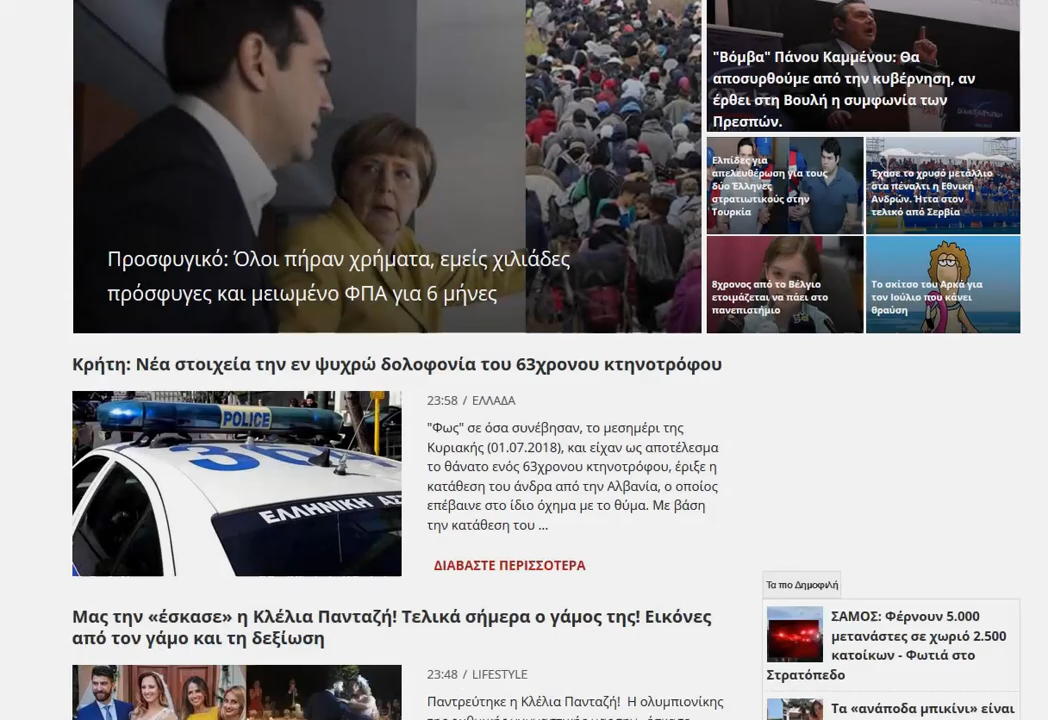 Προσφυγικό: Όλοι πήραν χρήματα, εμείς χιλιάδες
πρόσφυγες και μειωμένο ΦΠΑ για 6 μήνες
"Βόμβα" Πάνου Καμμένου: Θα
αποσυρθούμε από την κυβέρνηση, αν
έρθει στη Βουλή η συμφωνία των
Πρεσπών.
Ελπίδες για
απελευθέρωση για τους
δύο Έλληνες
στρατιωτικούς στην
Τουρκία
Έχασε το χρυσό μετάλλιο
στα πέναλτι η Εθνική
Ανδρών. Ήττα στον
τελικό από Σερβία
8χρονος από το Βέλγιο
ετοιμάζεται να πάει στο
πανεπιστήμιο
Το σκίτσο του Αρκά για
τον Ιούλιο που κάνει
θραύση
Κρήτη: Νέα στοιχεία την εν ψυχρώ δολοφονία του 63χρονου κτηνοτρόφου
POLICE
ΕΛΛΗΝΙΚΗ ΑΣ
23:58 / ΕΛΛΑΔΑ
"Φως" σε όσα συνέβησαν, το μεσημέρι της
Κυριακής (01.07.2018), και είχαν ως αποτέλεσμα
το θάνατο ενός 63χρονου κτηνοτρόφου, έριξε η
κατάθεση του άνδρα από την Αλβανία, ο οποίος
επέβαινε στο ίδιο όχημα με το θύμα. Με βάση
την κατάθεση του ...
ΔΙΑΒΑΣΤΕ ΠΕΡΙΣΣΟΤΕΡΑ
Μας την «έσκασε» η Κλέλια Πανταζή! Τελικά σήμερα ο γάμος της! Εικόνες
από τον γάμο και τη δεξίωση
23:48 / LIFESTYLE
Παντρεύτηκε η Κλέλια Πανταζή! Η ολυμπιονίκης
Τα πιο Δημοφιλή
ΣΑΜΟΣ: Φέρνουν 5.000
μετανάστες σε χωριό 2.500
κατοίκων - Φωτιά στο
Στρατόπεδο
Τα «ανάποδα μπικίνι» είναι